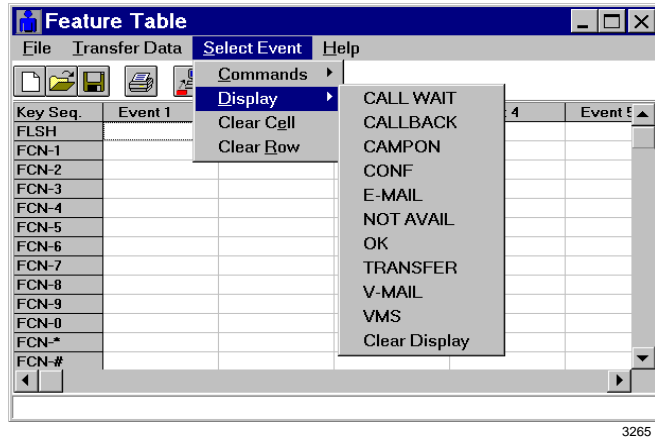 Feature Table
File Transfer Data Select Event Help
Commands
Display
Clear Cell
Clear Row
CALL WAIT
CALLBACK
CAMPON
CONF
E-MAIL
NOT AVAIL
OK
TRANSFER
V-MAIL
VMS
Clear Display
Key Seq. Event 1 4 Event 5
FLSH
FCN-1
FCN-2
FCN-3
FCN-4
FCN-5
FCN-6
FCN-7
FCN-8
FCN-9
FCN-0
FCN-*
FCN-#
3265